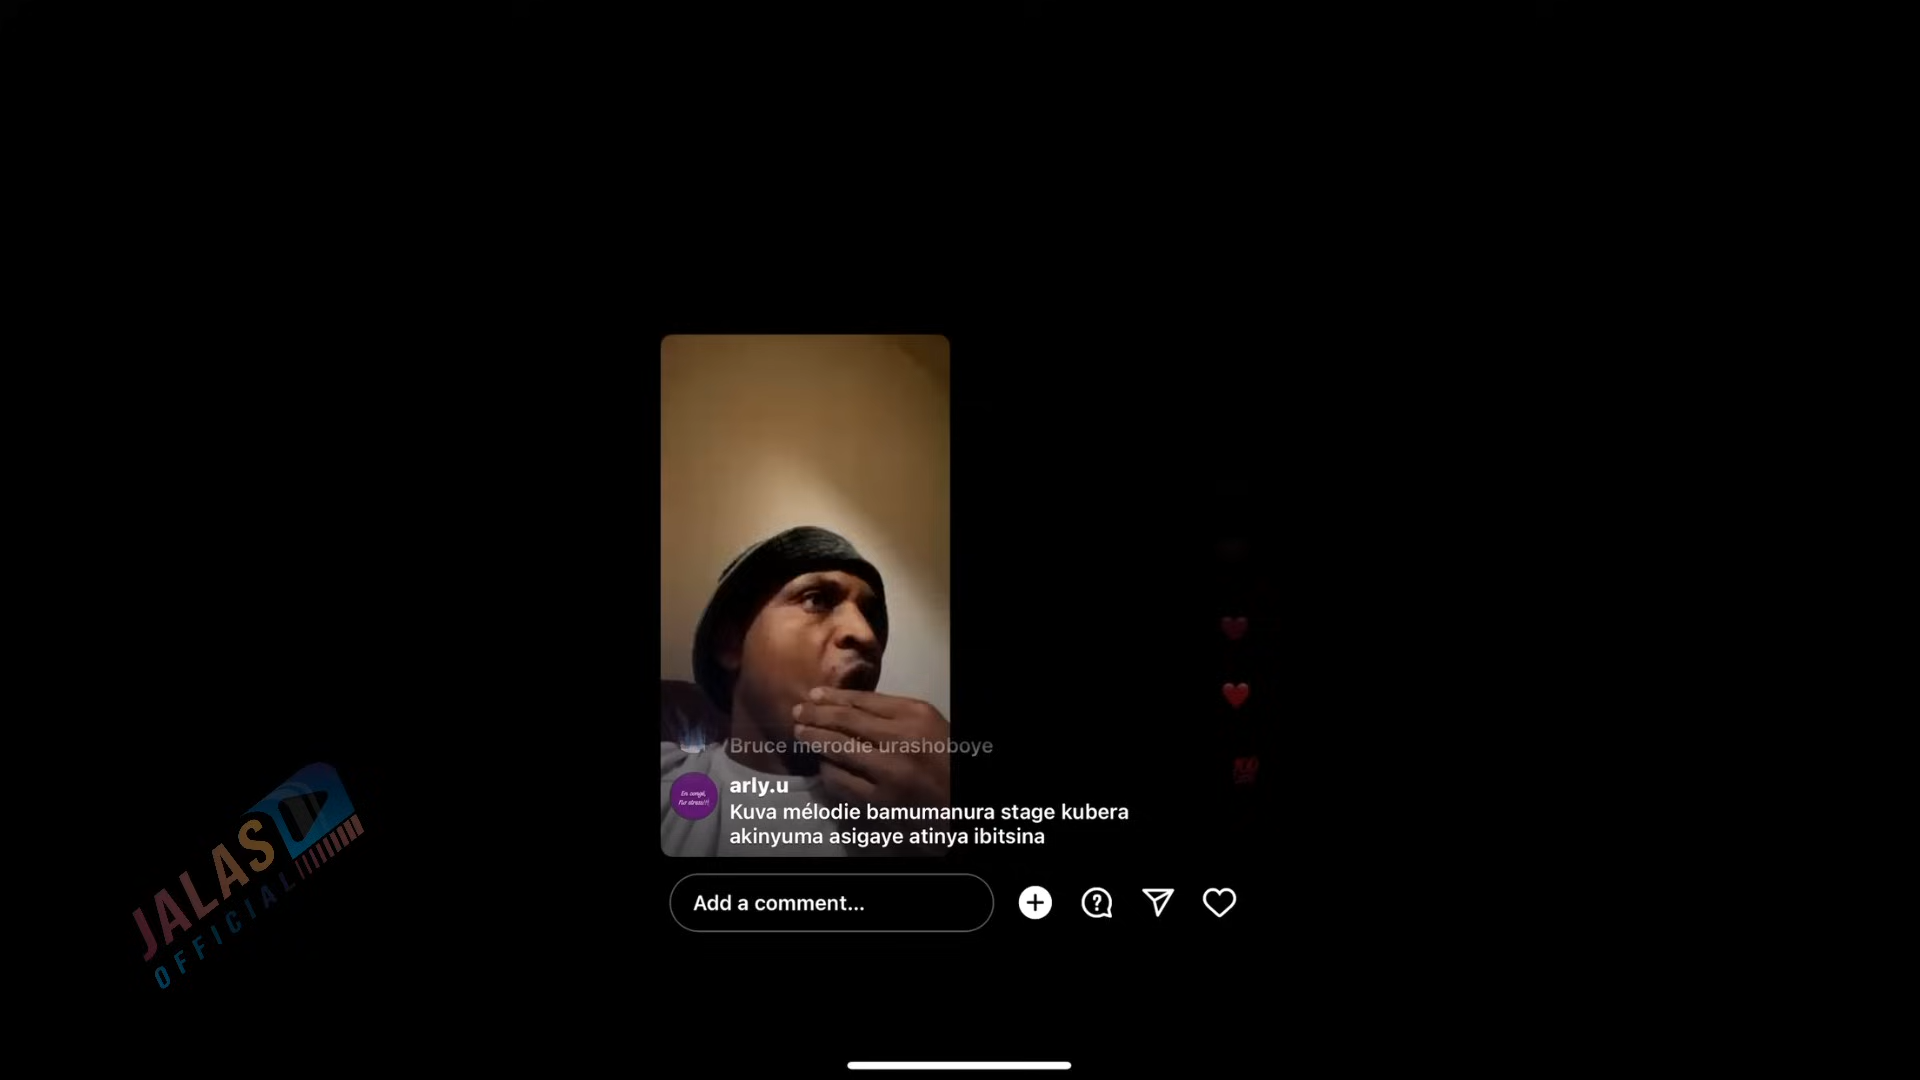 Bruce merodie urashoboye
arly.u
Kuva mélodie bamumanura stage kubera
akinyuma asigaye atinya ibitsina
Add a comment...
JALAS
OFFICIAL